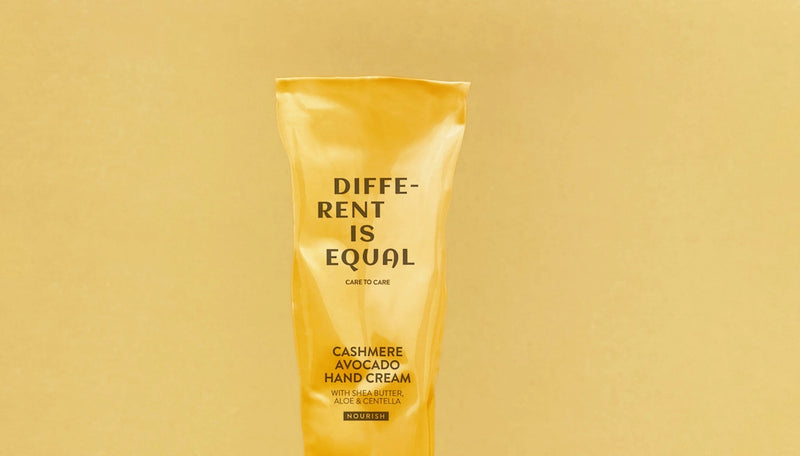 DIFFE-
RENT
IS
EQUAL
CARE TO CARE
CASHMERE
AVOCADO
HAND CREAM
WITH SHEA BUTTER,
ALOE & CENTELLA
NOURISH